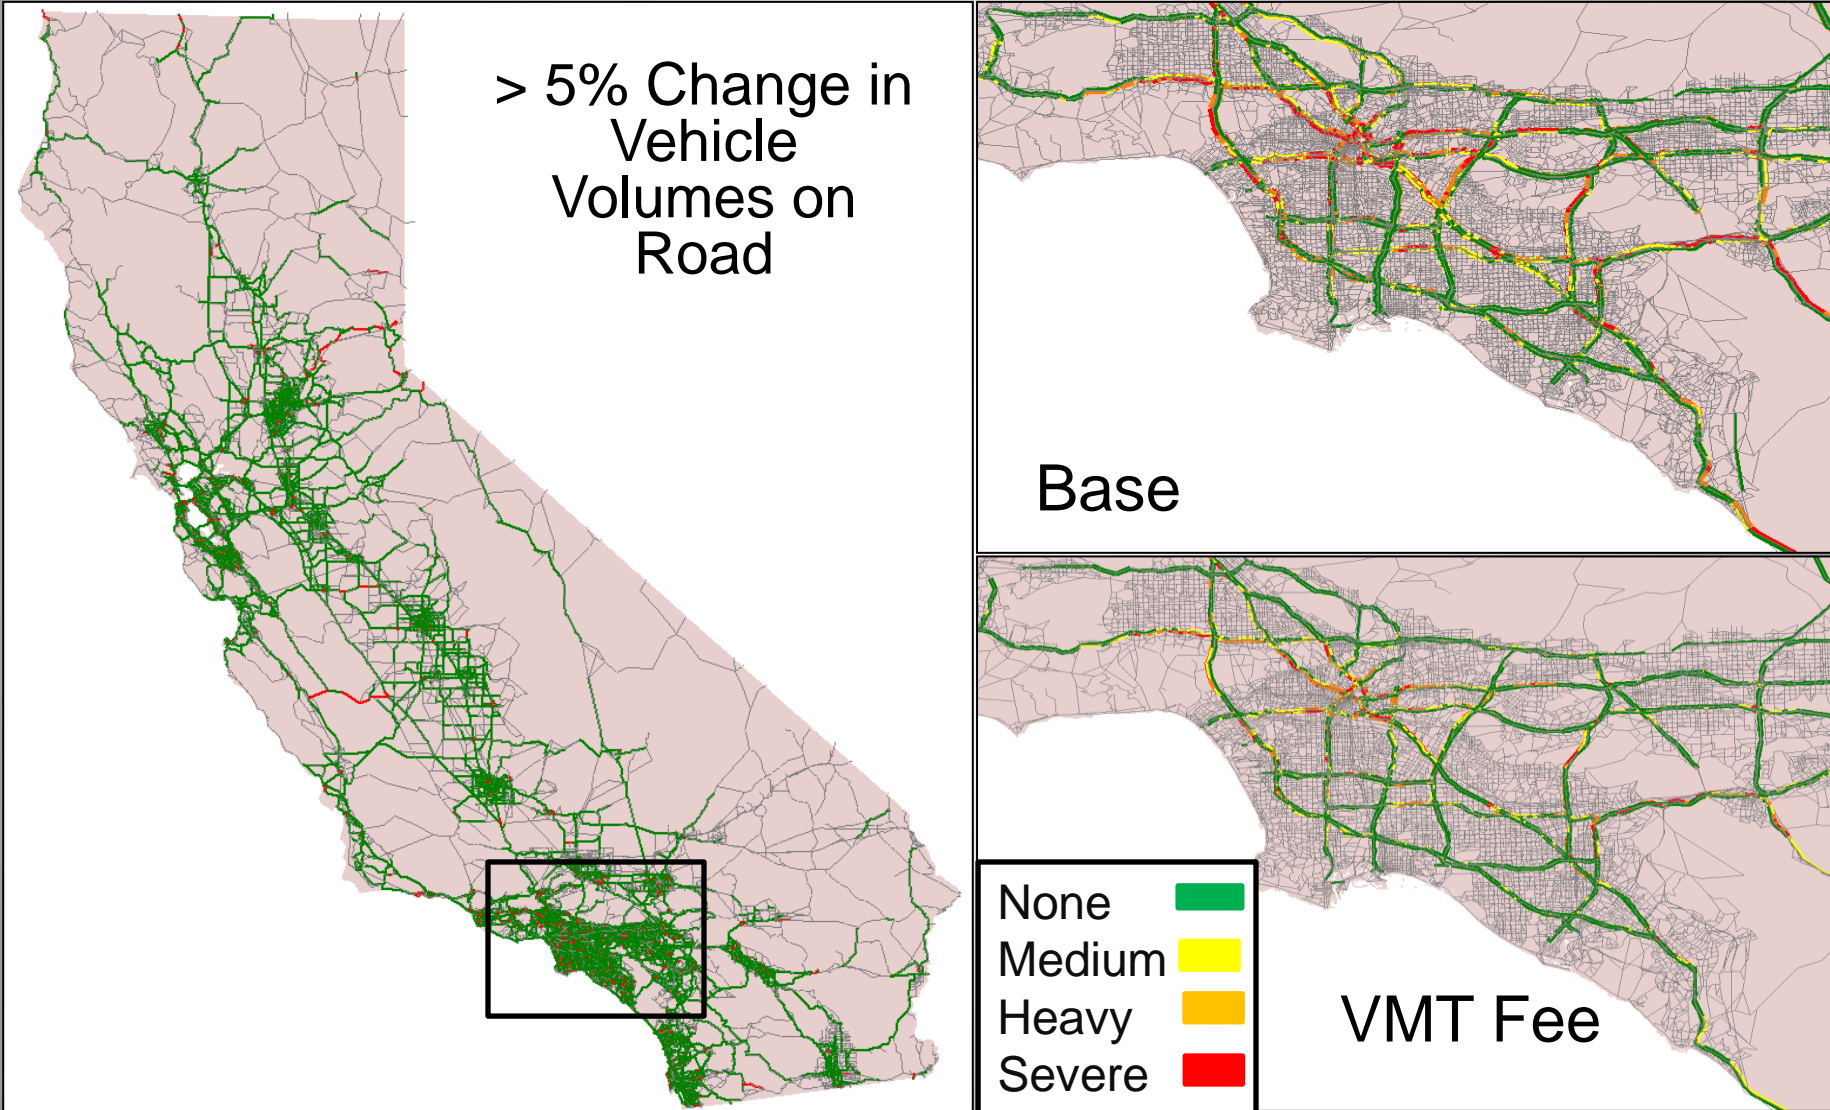 > 5% Change in
Vehicle
Volumes on
Road
Base
None
Medium
Heavy
Severe
VMT Fee